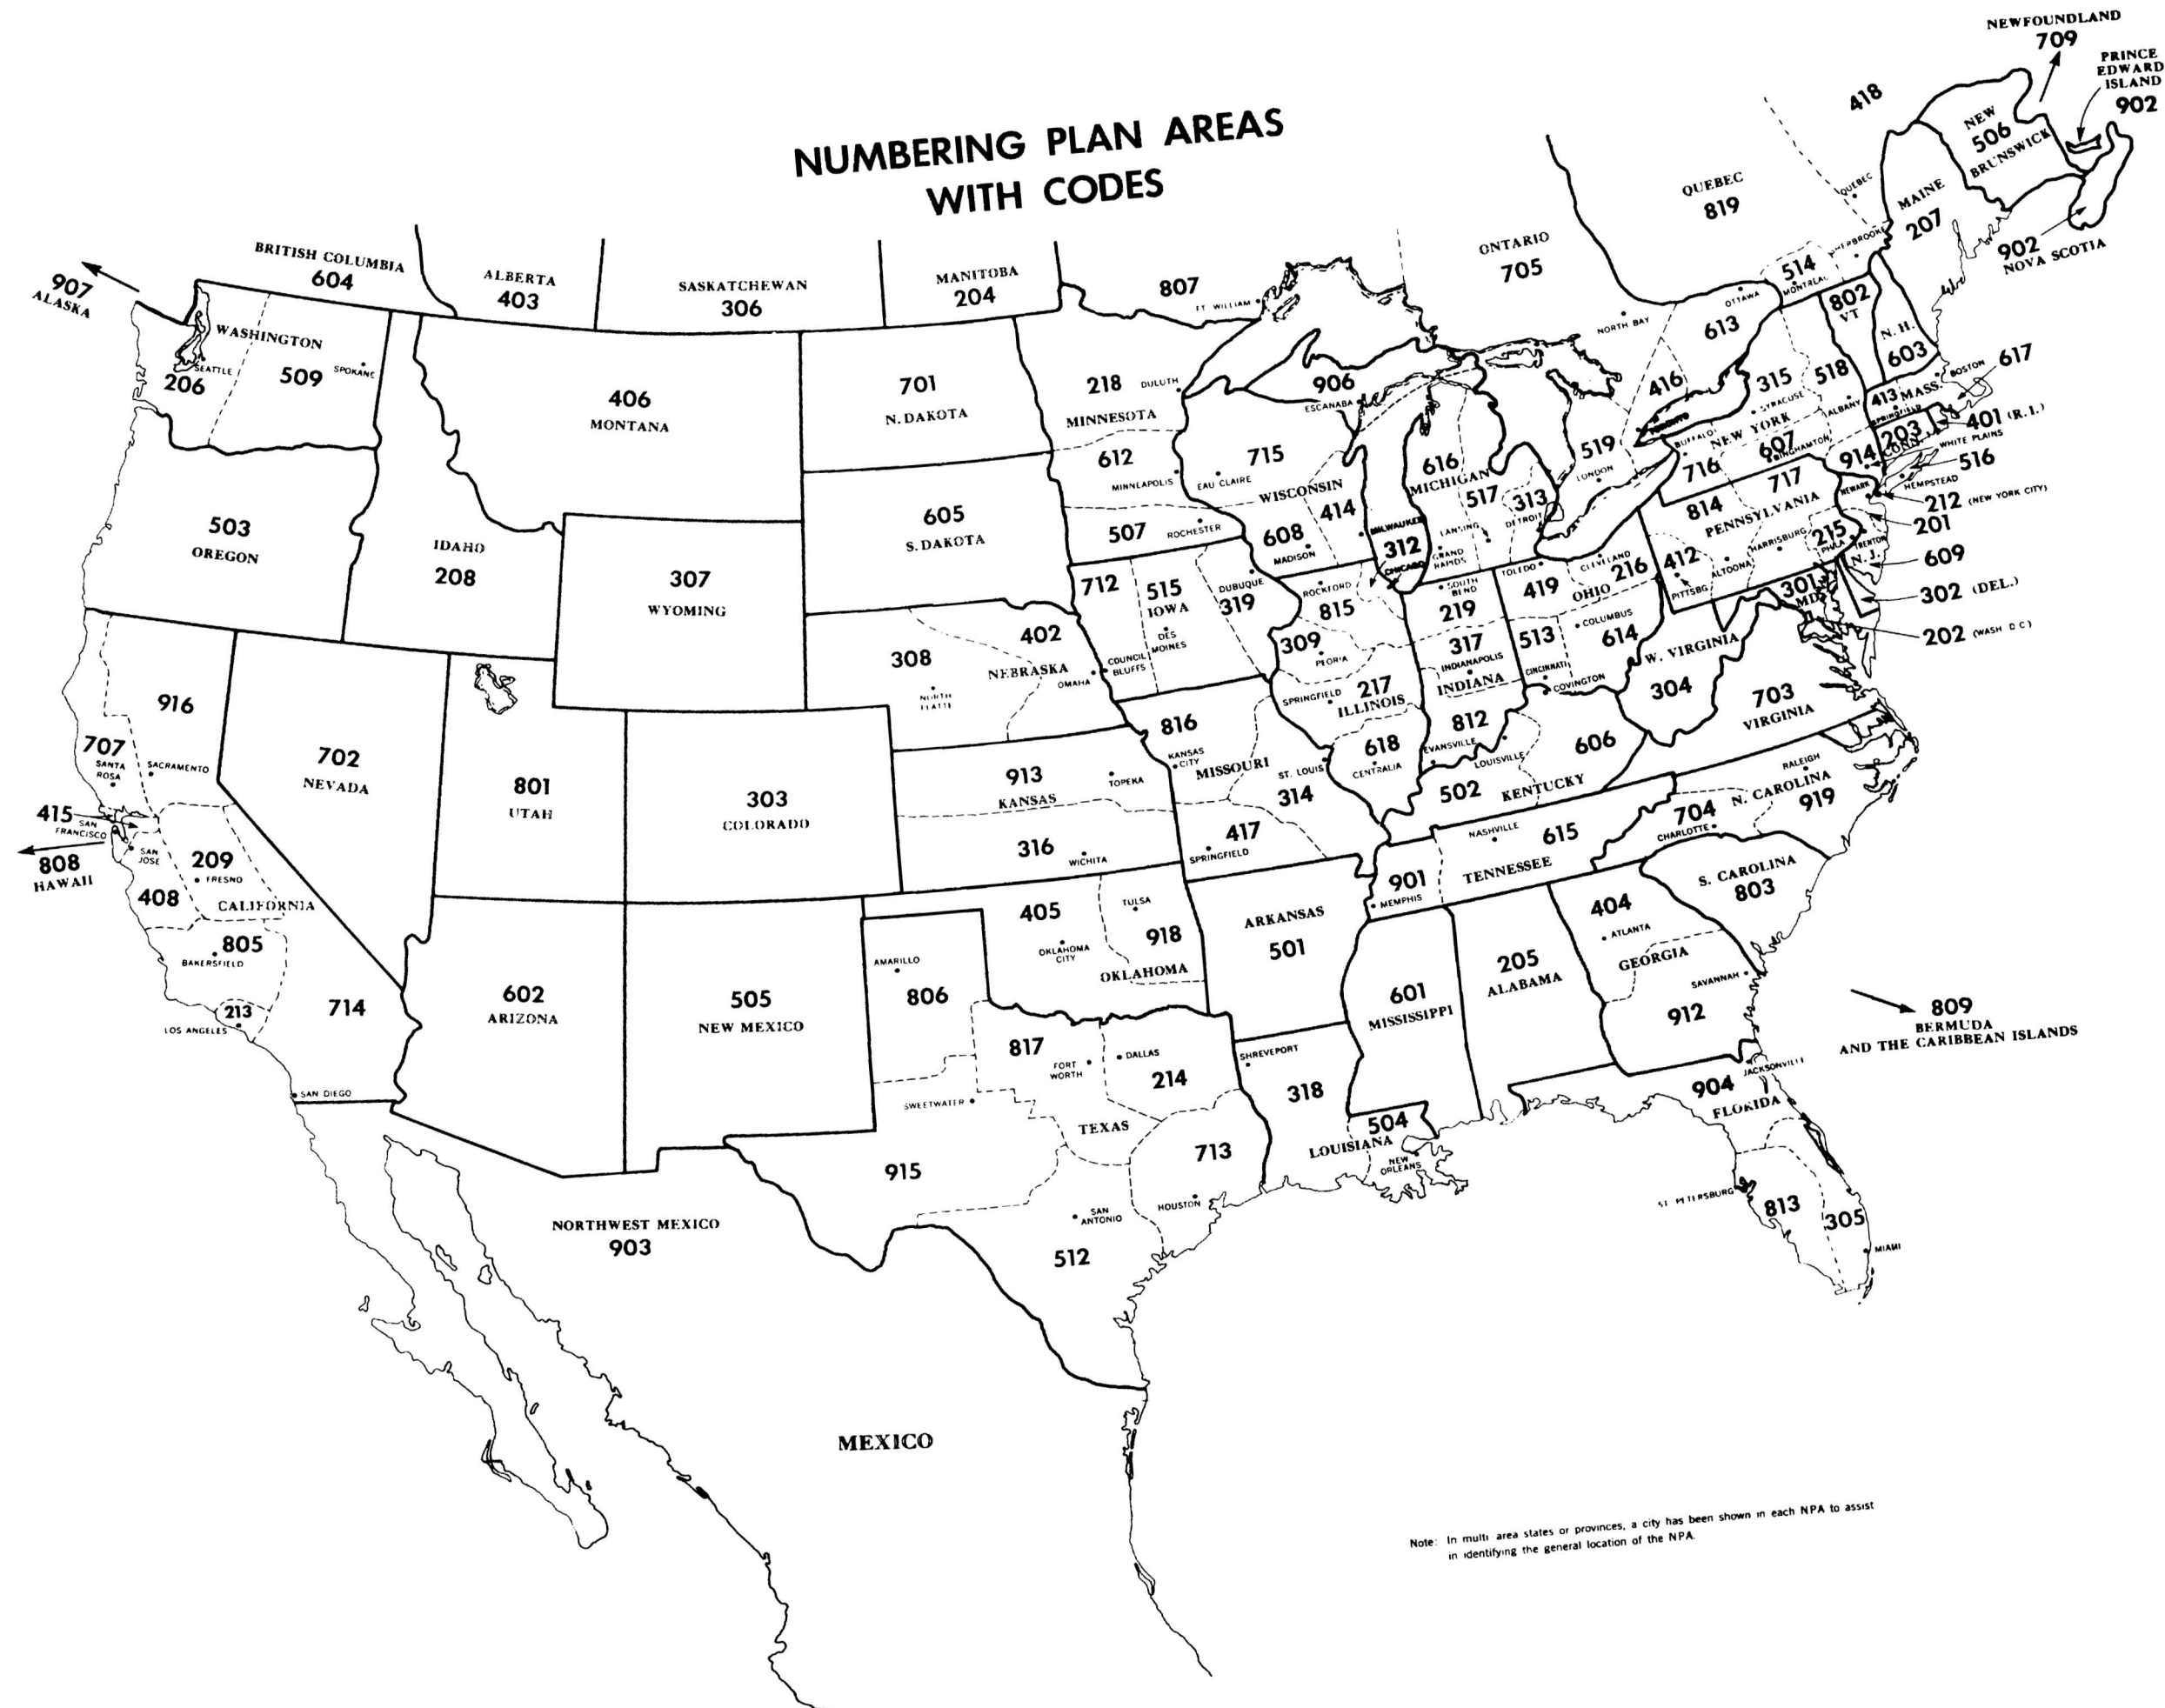 NUMBERING PLAN AREAS
WITH CODES
NEWFOUNDLAND
709
PRINCE
EDWARD
ISLAND
902
418
NEW
506
BRUNSWICK
QUEBEC
819
QUEBEC
MAINE
207
902
NOVA SCOTIA
ONTARIO
705
BRITISH COLUMBIA
604
907
ALASKA
ALBERTA
403
SASKATCHEWAN
306
MANITOBA
204
807
FT WILLIAM
NORTH BAY
OTTAWA
613
514
MONTREAL
SHERBROOKE
802
VT
N. H.
603
WASHINGTON
SEATTLE
206
509
SPOKANE
406
MONTANA
701
N. DAKOTA
218
DULUTH
MINNESOTA
612
MINNEAPOLIS
507
ROCHESTER
906
ESCANABA
715
EAU CLAIRE
WISCONSIN
414
MILWAUKEE
608
MADISON
616
MICHIGAN
517
LANSING
313
DETROIT
GRAND
RAPIDS
519
LONDON
416
TORONTO
315
SYRACUSE
518
ALBANY
NEW YORK
BUFFALO
716
607
BINGHAMTON
413
MASS.
SPRINGFIELD
BOSTON
617
203
CONN
401 (R.I.)
914
WHITE PLAINS
516
HEMPSTEAD
212 (NEW YORK CITY)
NEWARK
201
609
TRENTON
N. J.
302 (DEL.)
202 (WASH D C)
717
814
PENNSYLVANIA
HARRISBURG
215
PHILA
412
PITTSBG
ALTOONA
301
MD
503
OREGON
IDAHO
208
307
WYOMING
605
S. DAKOTA
402
308
NEBRASKA
OMAHA
NORTH
PLATTE
712
515
IOWA
DES
MOINES
COUNCIL
BLUFFS
DUBUQUE
319
312
CHICAGO
ROCKFORD
815
309
PEORIA
SPRINGFIELD
217
ILLINOIS
618
CENTRALIA
SOUTH
BEND
219
317
INDIANAPOLIS
INDIANA
812
EVANSVILLE
TOLEDO
419
CLEVELAND
216
OHIO
COLUMBUS
614
513
CINCINNATI
COVINGTON
W. VIRGINIA
304
703
VIRGINIA
LOUISVILLE
606
502
KENTUCKY
916
707
SANTA
ROSA
SACRAMENTO
702
NEVADA
801
UTAH
303
COLORADO
913
KANSAS
TOPEKA
316
WICHITA
816
KANSAS
CITY
MISSOURI
ST. LOUIS
314
417
SPRINGFIELD
415
SAN
FRANCISCO
808
HAWAII
SAN
JOSE
209
FRESNO
408
CALIFORNIA
805
BAKERSFIELD
213
LOS ANGELES
714
SAN DIEGO
602
ARIZONA
505
NEW MEXICO
405
OKLAHOMA
CITY
TULSA
918
OKLAHOMA
ARKANSAS
501
NASHVILLE
615
TENNESSEE
901
MEMPHIS
RALEIGH
N. CAROLINA
919
704
CHARLOTTE
S. CAROLINA
803
404
ATLANTA
GEORGIA
SAVANNAH
912
205
ALABAMA
601
MISSISSIPPI
AMARILLO
806
817
FORT
WORTH
DALLAS
214
SWEETWATER
TEXAS
915
713
HOUSTON
SAN
ANTONIO
512
SHREVEPORT
318
504
LOUISIANA
NEW
ORLEANS
JACKSONVILLE
904
FLORIDA
ST PETERSBURG
813
305
MIAMI
809
BERMUDA
AND THE CARIBBEAN ISLANDS
NORTHWEST MEXICO
903
MEXICO
Note: In multi area states or provinces, a city has been shown in each NPA to assist
in identifying the general location of the NPA.